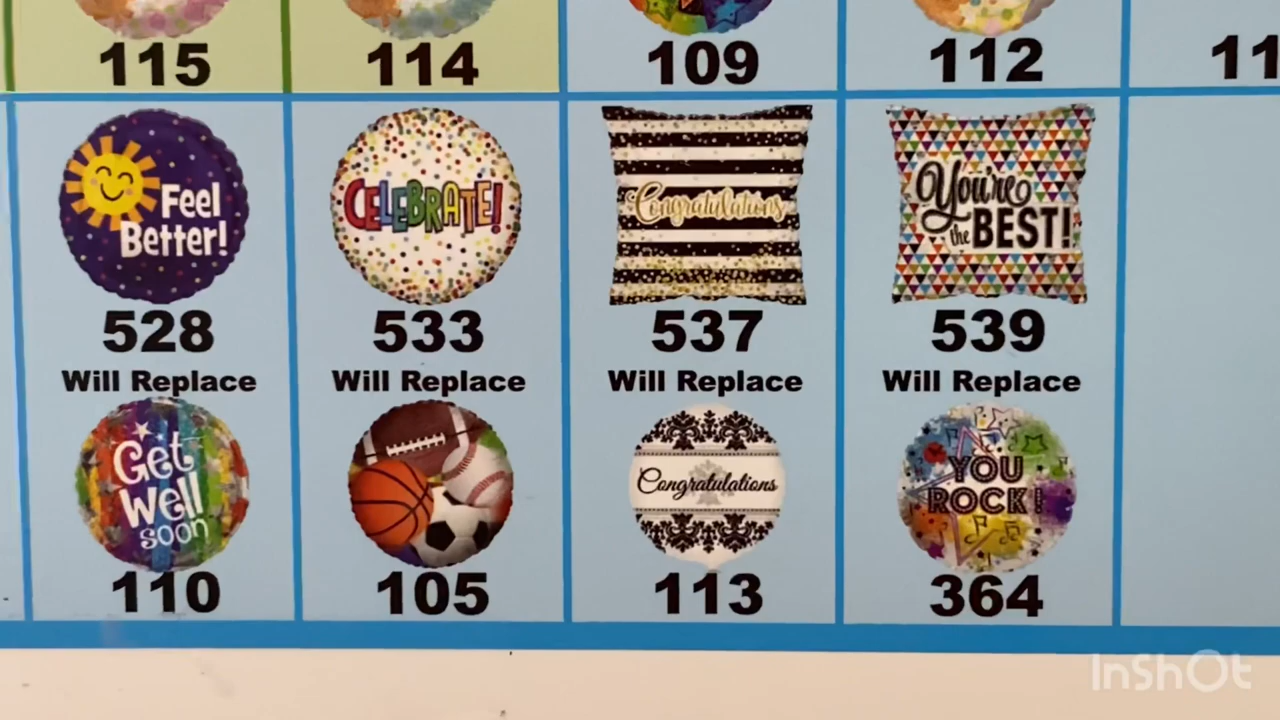 115
114
109
112
11
Feel
Better!
CELEBRATE!
Congratulations
You're
the BEST!
528
533
537
539
Will Replace
Will Replace
Will Replace
Will Replace
Get
Well
soon
Congratulations
YOU
ROCK!
110
105
113
364
InShOt